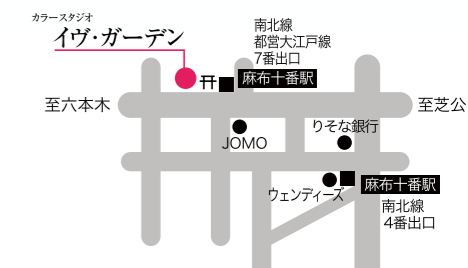 カラースタジオ
イヴ・ガーデン
南北線
都営大江戸線
7番出口
麻布十番駅
至六本木
至芝公
りそな銀行
JOMO
麻布十番駅
ウェンディーズ
南北線
4番出口